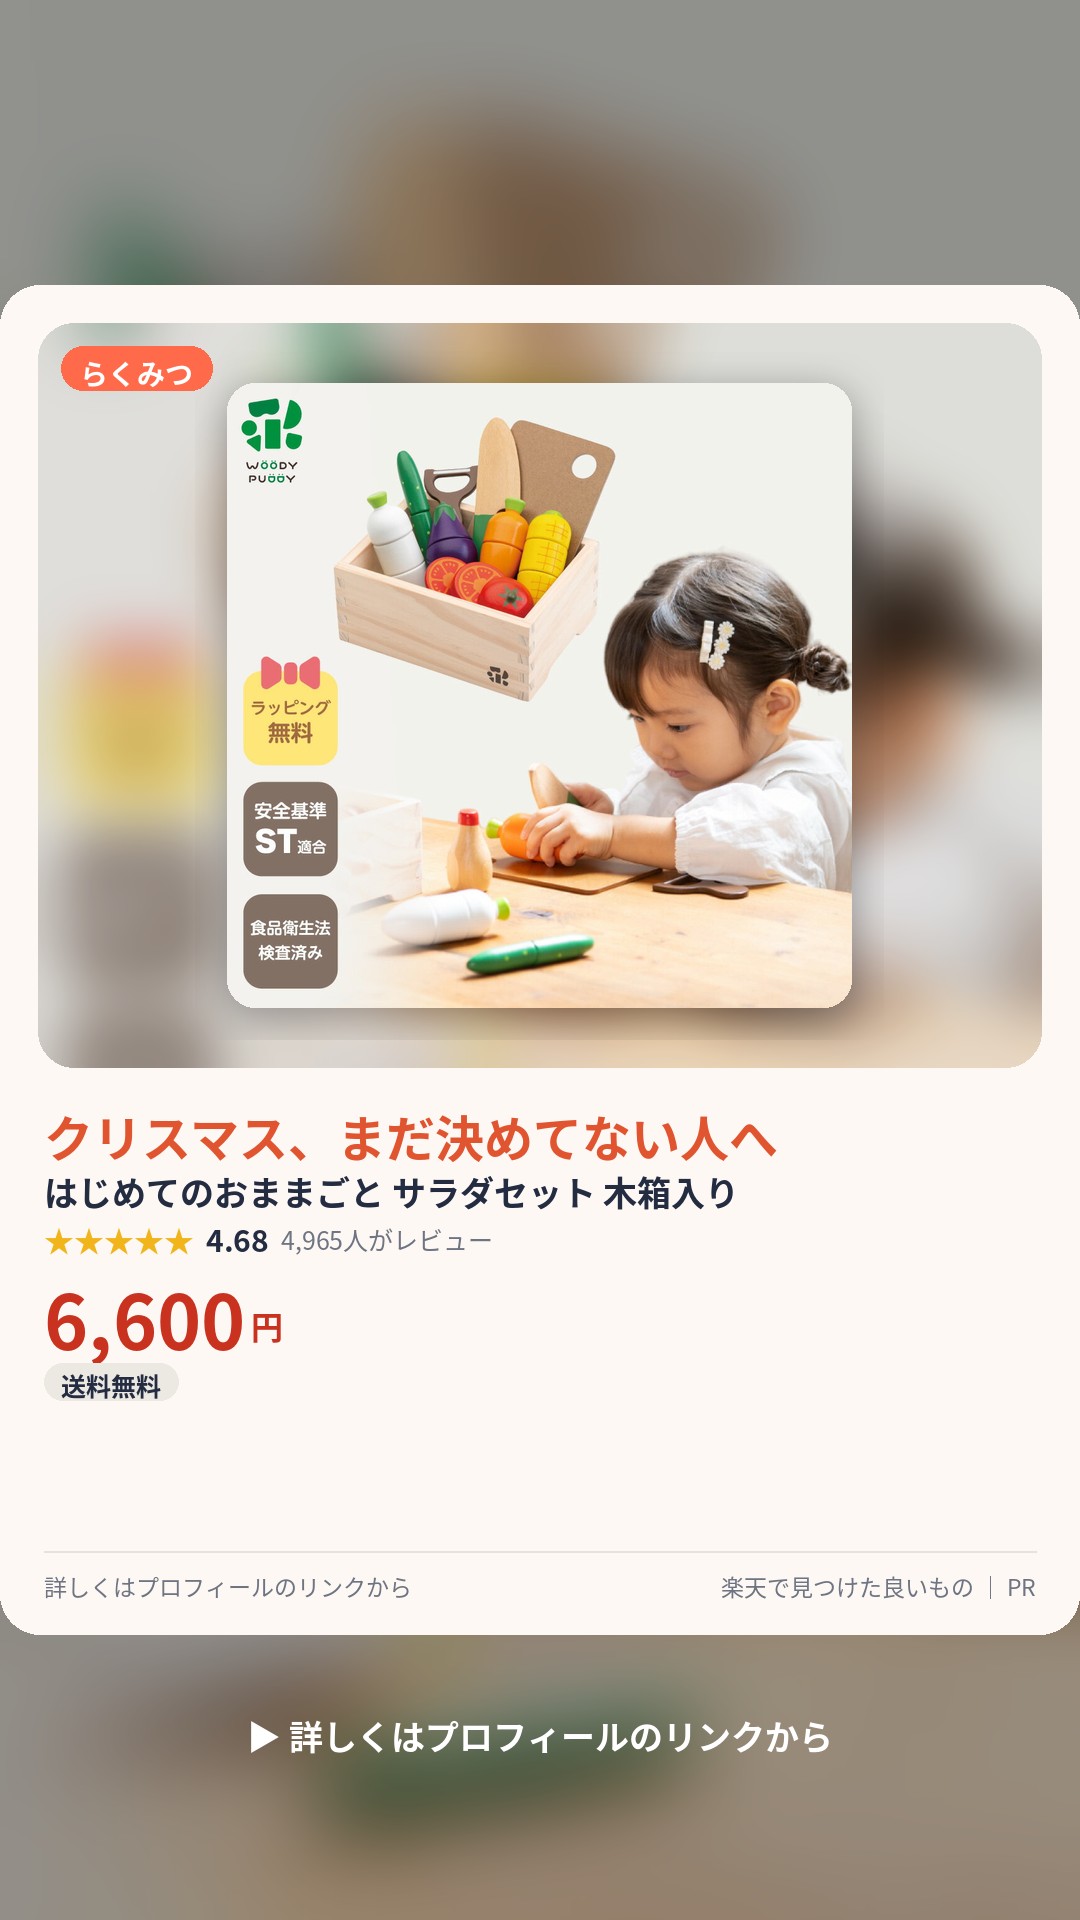 らくみつ
WOODY
PUDDY
ラッピング
無料
安全基準
ST適合
食品衛生法
検査済み
クリスマス、まだ決めてない人へ
はじめてのおままごと サラダセット 木箱入り
★★★★★ 4.68 4,965人がレビュー
6,600円
送料無料
詳しくはプロフィールのリンクから
楽天で見つけた良いもの | PR
▶ 詳しくはプロフィールのリンクから